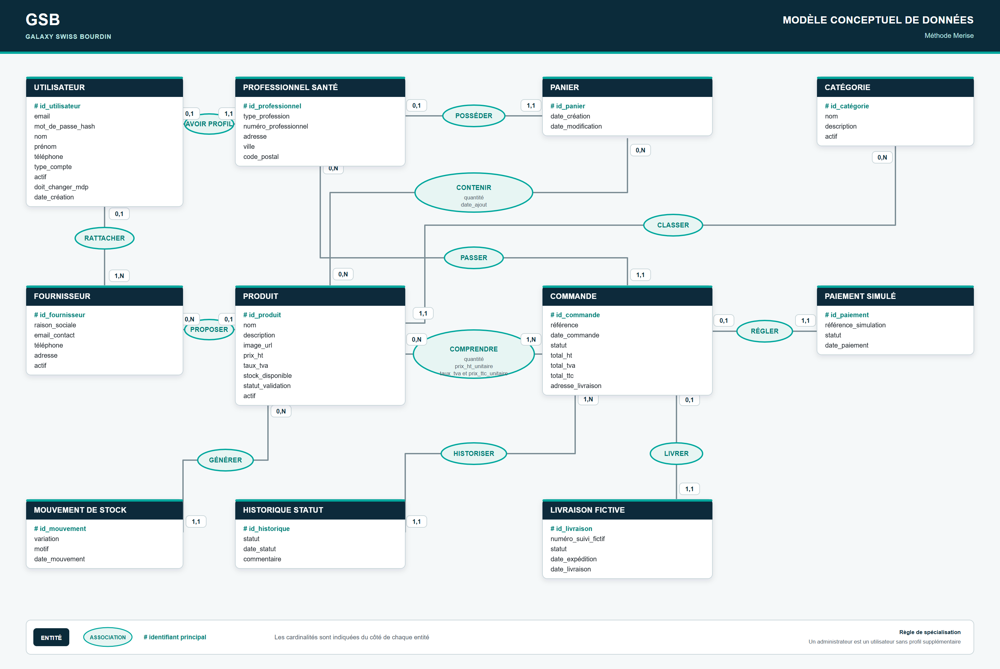 GSB
GALAXY SWISS BOURDIN
MODÈLE CONCEPTUEL DE DONNÉES
Méthode Merise
UTILISATEUR
# id_utilisateur
email
mot_de_passe_hash
nom
prénom
téléphone
type_compte
actif
doit_changer_mdp
date_création
0,1
1,1
AVOIR PROFIL
PROFESSIONNEL SANTÉ
# id_professionnel
type_profession
numéro_professionnel
adresse
ville
code_postal
0,1
POSSÉDER
1,1
PANIER
# id_panier
date_création
date_modification
CATÉGORIE
# id_catégorie
nom
description
actif
0,N
0,N
0,N
CONTENIR
quantité
date_ajout
0,1
RATTACHER
1,N
CLASSER
PASSER
0,N
1,1
FOURNISSEUR
# id_fournisseur
raison_sociale
email_contact
téléphone
adresse
actif
0,N
0,1
PROPOSER
PRODUIT
# id_produit
nom
description
image_url
prix_ht
taux_tva
stock_disponible
statut_validation
actif
1,1
0,N
1,N
COMPRENDRE
quantité
prix_ht_unitaire
taux_tva et prix_ttc_unitaire
COMMANDE
# id_commande
référence
date_commande
statut
total_ht
total_tva
total_ttc
adresse_livraison
0,1
RÉGLER
1,1
PAIEMENT SIMULÉ
# id_paiement
référence_simulation
statut
date_paiement
0,N
1,N
0,1
GÉNÉRER
HISTORISER
LIVRER
1,1
MOUVEMENT DE STOCK
# id_mouvement
variation
motif
date_mouvement
1,1
HISTORIQUE STATUT
# id_historique
statut
date_statut
commentaire
1,1
LIVRAISON FICTIVE
# id_livraison
numéro_suivi_fictif
statut
date_expédition
date_livraison
ENTITÉ
ASSOCIATION
# identifiant principal
Les cardinalités sont indiquées du côté de chaque entité
Règle de spécialisation
Un administrateur est un utilisateur sans profil supplémentaire